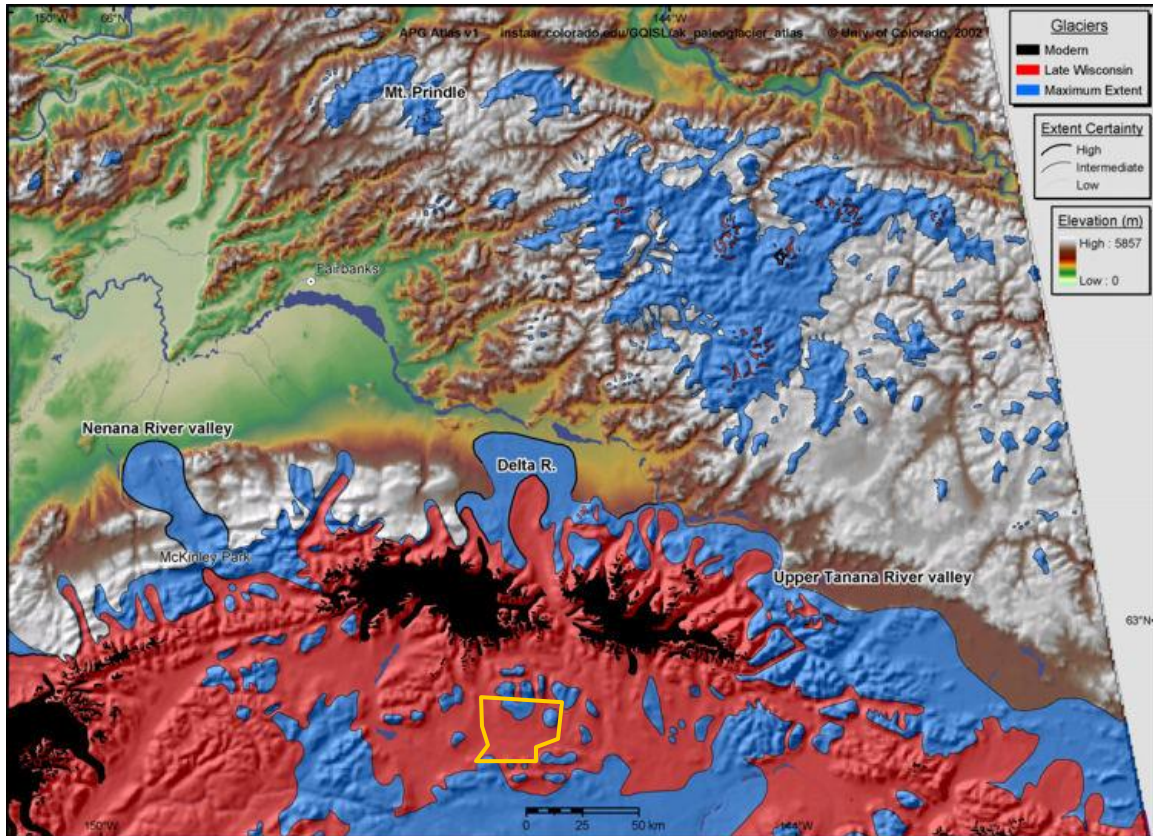 150°W 66°N
144°W
APG Atlas v1 instaar.colorado.edu/QGISL/ak_paleoglacier_atlas © Univ. of Colorado, 2002
Glaciers
Modern
Late Wisconsin
Maximum Extent
Extent Certainty
High
Intermediate
Low
Elevation (m)
High : 5857
Low : 0
Mt. Prindle
Fairbanks
Nenana River valley
Delta R.
McKinley Park
Upper Tanana River valley
63°N
150°W
144°W
0 25 50 km